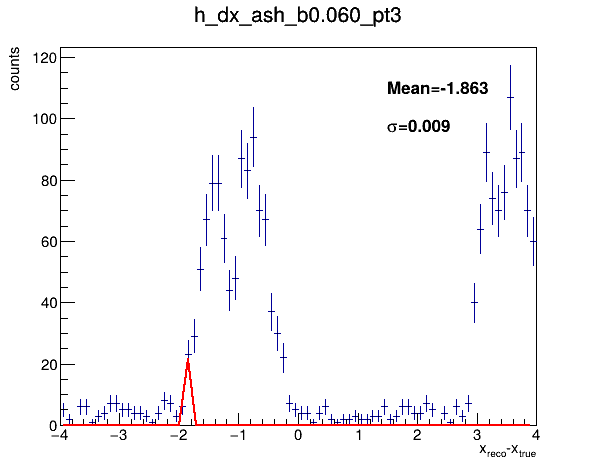 h_dx_ash_b0.060_pt3
counts
120
100
80
60
40
20
0
Mean=-1.863
σ=0.009
−4 −3 −2 −1 0 1 2 3 4
x_reco-x_true